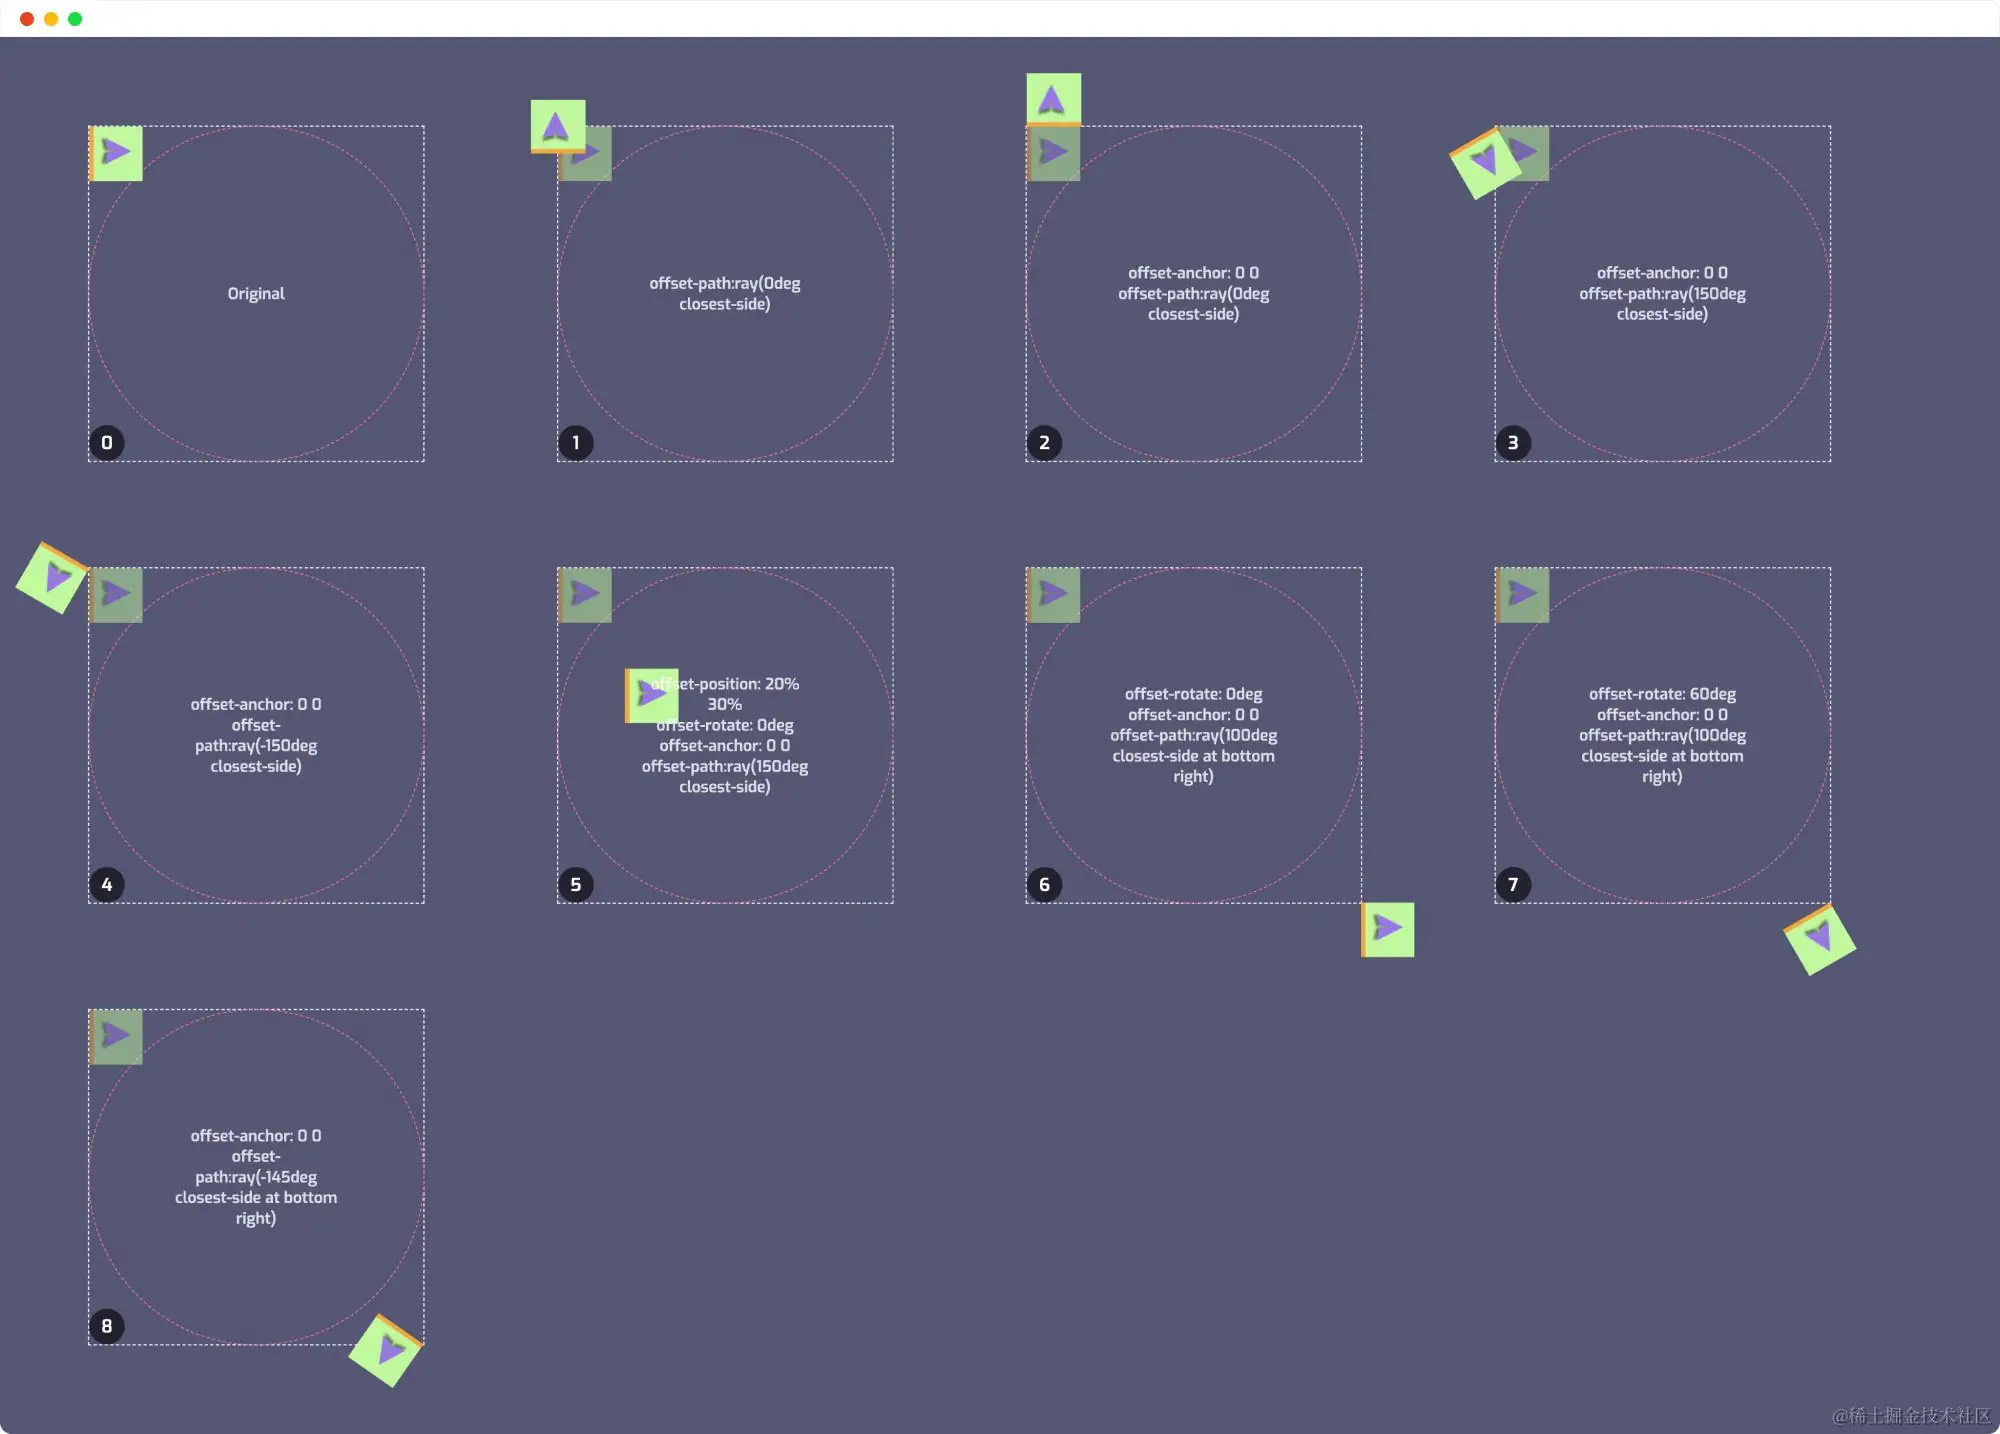 Original
0
offset-path:ray(0deg
closest-side)
1
offset-anchor: 0 0
offset-path:ray(0deg
closest-side)
2
offset-anchor: 0 0
offset-path:ray(150deg
closest-side)
3
offset-anchor: 0 0
offset-
path:ray(-150deg
closest-side)
4
offset-position: 20%
30%
offset-rotate: 0deg
offset-anchor: 0 0
offset-path:ray(150deg
closest-side)
5
offset-rotate: 0deg
offset-anchor: 0 0
offset-path:ray(100deg
closest-side at bottom
right)
6
offset-rotate: 60deg
offset-anchor: 0 0
offset-path:ray(100deg
closest-side at bottom
right)
7
offset-anchor: 0 0
offset-
path:ray(-145deg
closest-side at bottom
right)
8
@稀土掘金技术社区